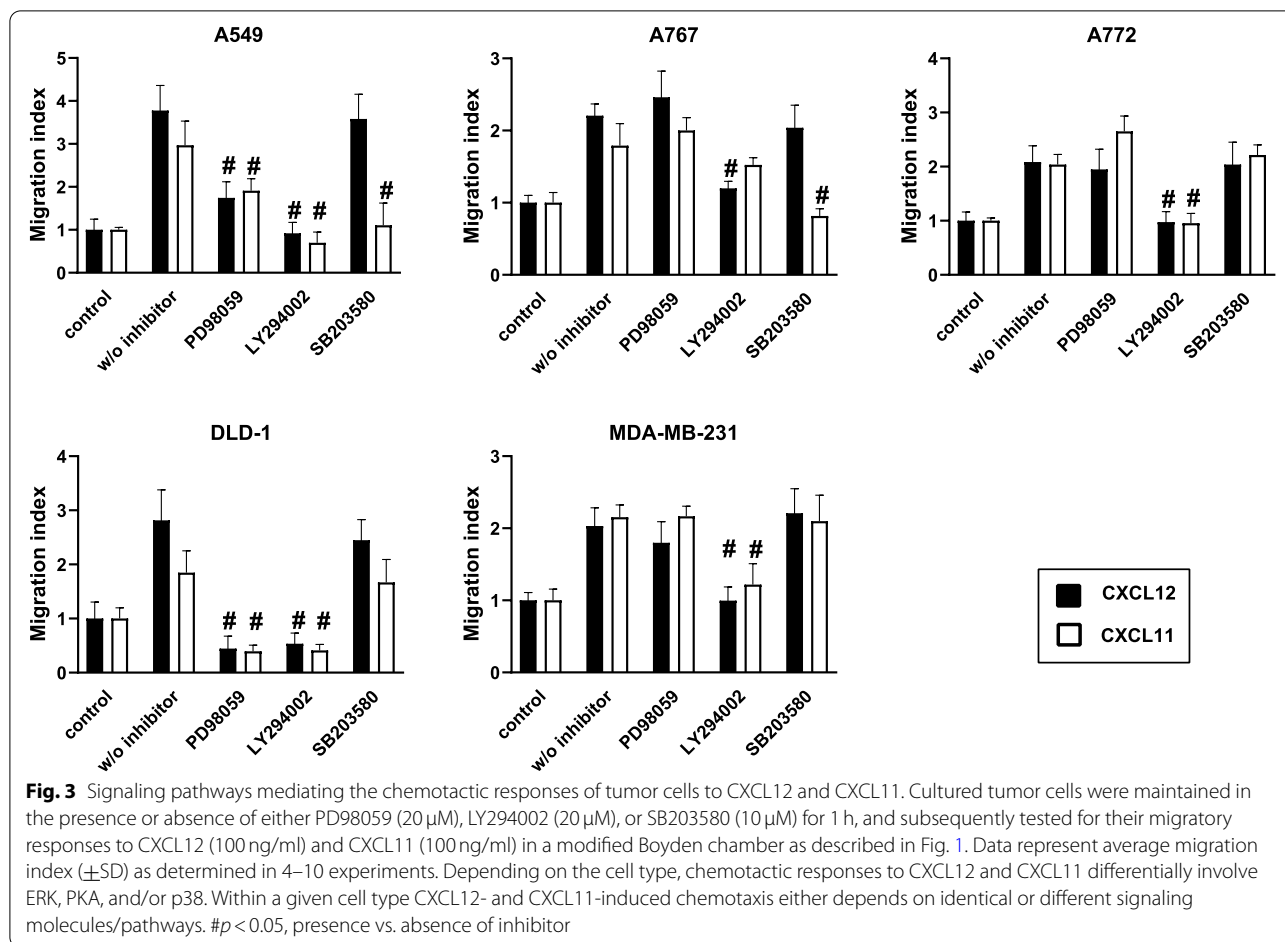 A549
Migration index
5
4
3
2
1
0
# # # # #
control
w/o inhibitor
PD98059
LY294002
SB203580
A767
Migration index
3
2
1
0
# #
control
w/o inhibitor
PD98059
LY294002
SB203580
A772
Migration index
4
3
2
1
0
# #
control
w/o inhibitor
PD98059
LY294002
SB203580
DLD-1
Migration index
4
3
2
1
0
# # # #
control
w/o inhibitor
PD98059
LY294002
SB203580
MDA-MB-231
Migration index
3
2
1
0
# #
control
w/o inhibitor
PD98059
LY294002
SB203580
CXCL12
CXCL11
Fig. 3 Signaling pathways mediating the chemotactic responses of tumor cells to CXCL12 and CXCL11. Cultured tumor cells were maintained in
the presence or absence of either PD98059 (20 μM), LY294002 (20 μM), or SB203580 (10 μM) for 1 h, and subsequently tested for their migratory
responses to CXCL12 (100 ng/ml) and CXCL11 (100 ng/ml) in a modified Boyden chamber as described in Fig. 1. Data represent average migration
index (±SD) as determined in 4–10 experiments. Depending on the cell type, chemotactic responses to CXCL12 and CXCL11 differentially involve
ERK, PKA, and/or p38. Within a given cell type CXCL12- and CXCL11-induced chemotaxis either depends on identical or different signaling
molecules/pathways. #p < 0.05, presence vs. absence of inhibitor